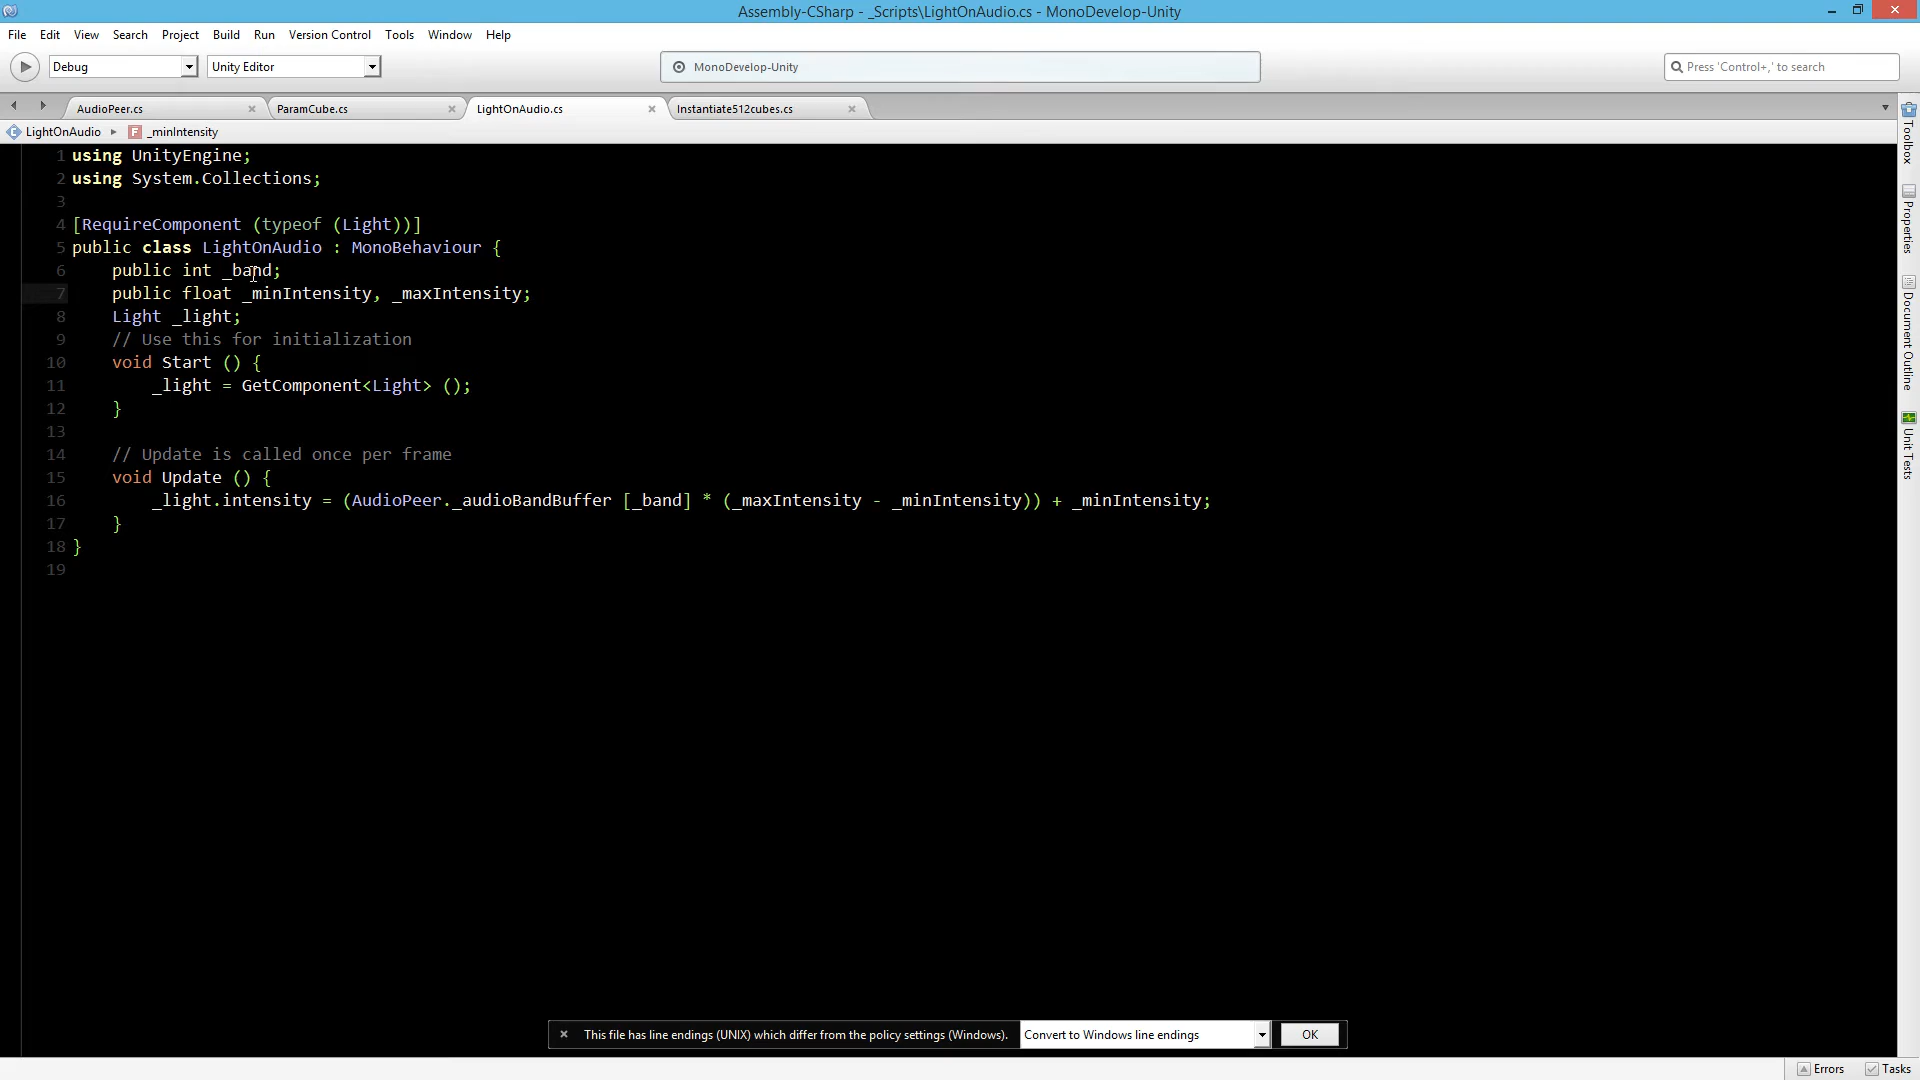 Assembly-CSharp - _Scripts\LightOnAudio.cs - MonoDevelop-Unity
File Edit View Search Project Build Run Version Control Tools Window Help
Debug Unity Editor MonoDevelop-Unity Press 'Control+,' to search
AudioPeer.cs ParamCube.cs LightOnAudio.cs Instantiate512cubes.cs
LightOnAudio F _minIntensity
1 using UnityEngine;
2 using System.Collections;
3
4 [RequireComponent (typeof (Light))]
5 public class LightOnAudio : MonoBehaviour {
6 public int _band;
7 public float _minIntensity, _maxIntensity;
8 Light _light;
9 // Use this for initialization
10 void Start () {
11 _light = GetComponent<Light> ();
12 }
13
14 // Update is called once per frame
15 void Update () {
16 _light.intensity = (AudioPeer._audioBandBuffer [_band] * (_maxIntensity - _minIntensity)) + _minIntensity;
17 }
18 }
19
Toolbox
Properties
Document Outline
Unit Tests
This file has line endings (UNIX) which differ from the policy settings (Windows). Convert to Windows line endings OK
Errors Tasks